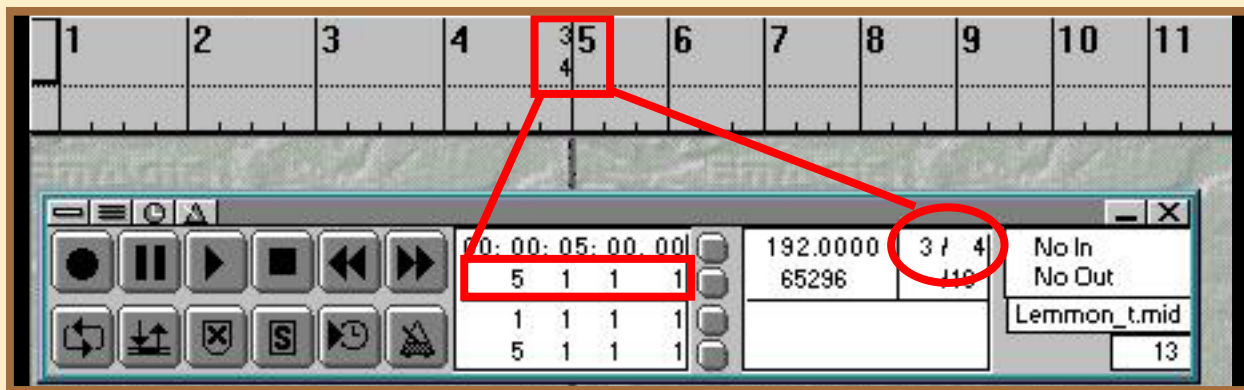 1 2 3 4 3 5 6 7 8 9 10 11
4
00: 00: 05: 00. 00 192.0000 3 / 4 No In
5 1 1 1 65296 No Out
1 1 1 1 Lemmon_t.mid
5 1 1 1 13